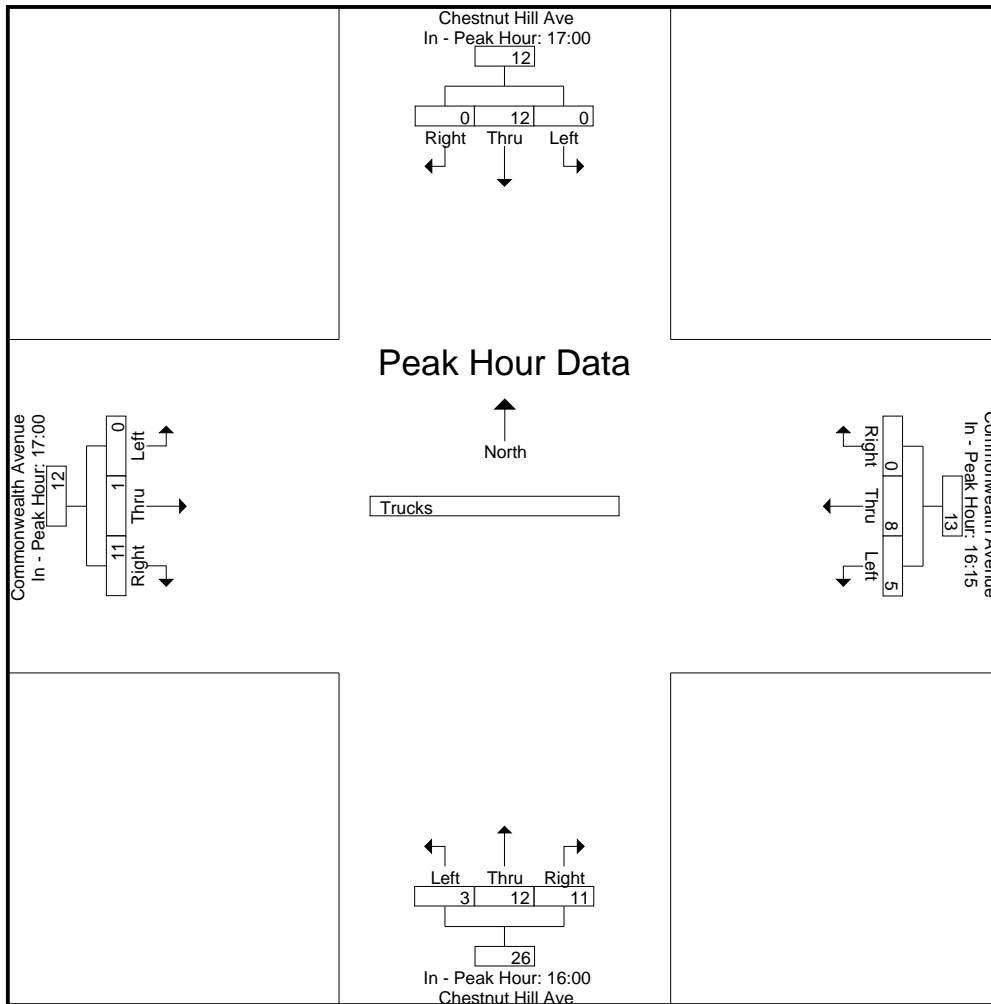 Chestnut Hill Ave
In - Peak Hour: 17:00
12
0 12 0
Right Thru Left
Peak Hour Data
North
Trucks
Commonwealth Avenue
In - Peak Hour: 17:00
12
0 1 11
Left Thru Right
Commonwealth Avenue
In - Peak Hour: 16:15
13
0 8 5
Right Thru Left
Left Thru Right
3 12 11
26
In - Peak Hour: 16:00
Chestnut Hill Ave